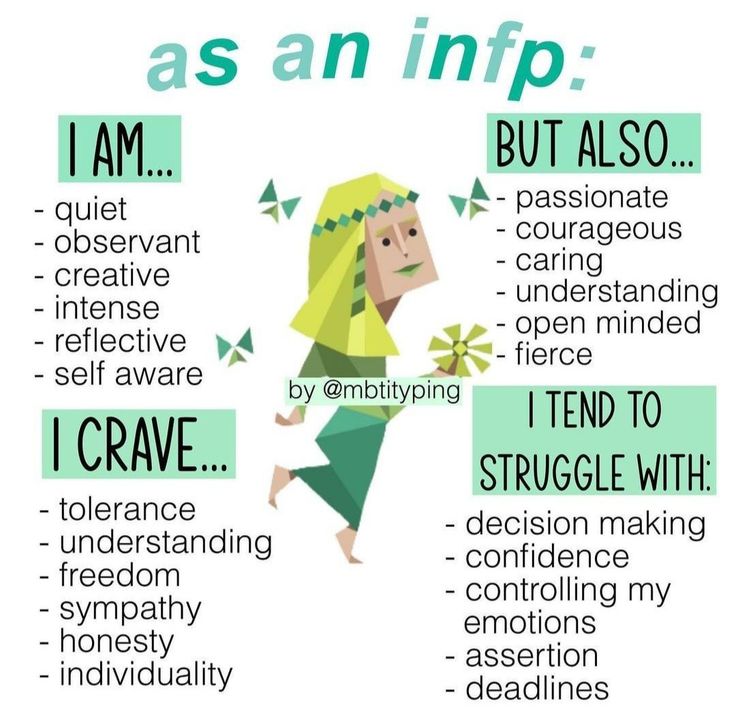 as an infp:
I AM...
- quiet
- observant
- creative
- intense
- reflective
- self aware
BUT ALSO...
- passionate
- courageous
- caring
- understanding
- open minded
- fierce
by @mbtityping
I CRAVE...
- tolerance
- understanding
- freedom
- sympathy
- honesty
- individuality
I TEND TO
STRUGGLE WITH:
- decision making
- confidence
- controlling my
emotions
- assertion
- deadlines